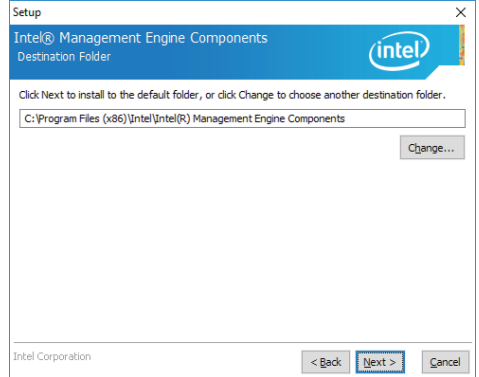 Setup
Intel® Management Engine Components
Destination Folder
intel
Click Next to install to the default folder, or click Change to choose another destination folder.
C:\Program Files (x86)\Intel\Intel(R) Management Engine Components
Change...
Intel Corporation
< Back
Next >
Cancel